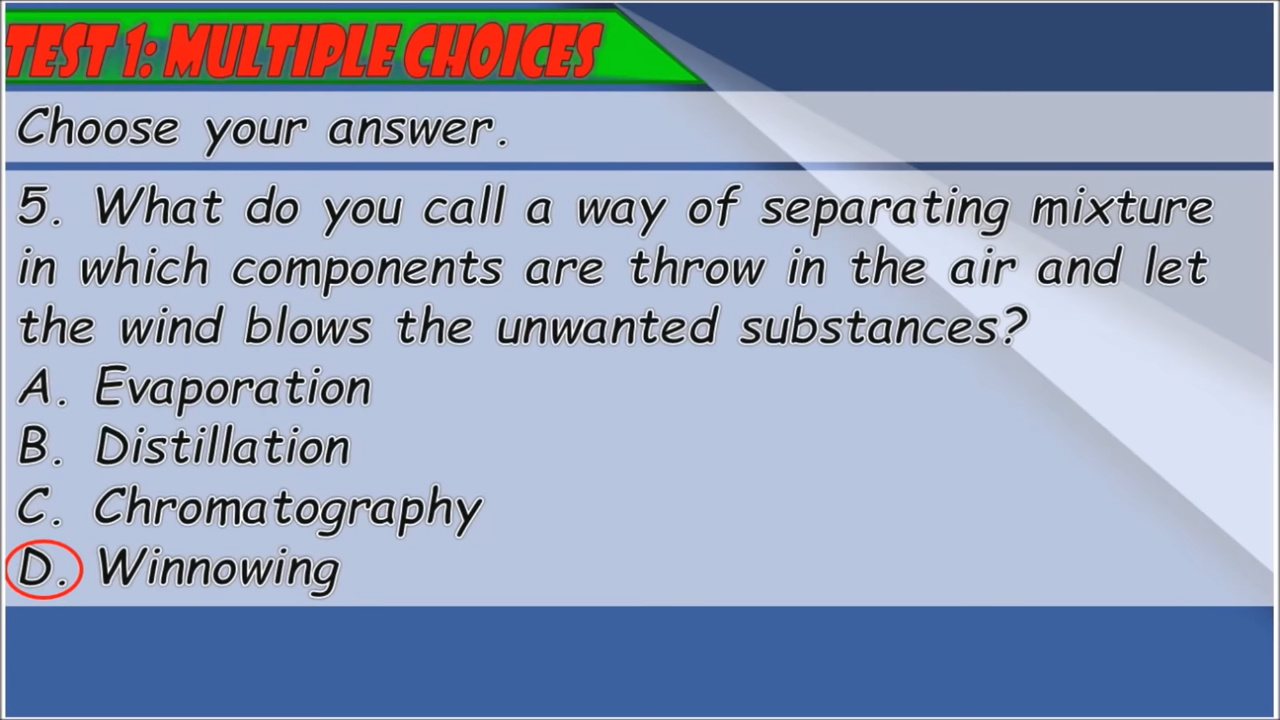 TEST 1: MULTIPLE CHOICES
Choose your answer.
5. What do you call a way of separating mixture
in which components are throw in the air and let
the wind blows the unwanted substances?
A. Evaporation
B. Distillation
C. Chromatography
D. Winnowing